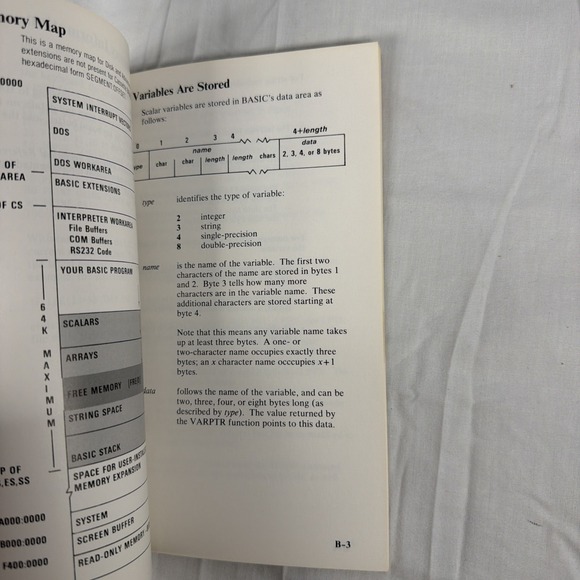 ory Map
This is a memory map for Disk and
extensions are not present for Cass
hexadecimal form SEGMENT:OFF
0000
SYSTEM INTERRUPT
DOS
DOS WORKAREA
OF
AREA
BASIC EXTENSIONS
OF CS
INTERPRETER WORKAREA
File Buffers
COM Buffers
RS232 Code
YOUR BASIC PROGRAM
64K MAXIMUM
SCALARS
ARRAYS
FREE MEMORY
STRING SPACE
BASIC STACK
P OF
,ES,SS
SPACE FOR USER-INSTALL
MEMORY EXPANSION
A000:0000
SYSTEM
SCREEN BUFFER
B000:0000
F400:0000
READ-ONLY MEMORY
Variables Are Stored
Scalar variables are stored in BASIC's data area as
follows:
0 1 2 3 4 4+length
name data
ype char char length length chars 2, 3, 4, or 8 bytes
type identifies the type of variable:
2 integer
3 string
4 single-precision
8 double-precision
name is the name of the variable. The first two
characters of the name are stored in bytes 1
and 2. Byte 3 tells how many more
characters are in the variable name. These
additional characters are stored starting at
byte 4.
Note that this means any variable name takes
up at least three bytes. A one- or
two-character name occupies exactly three
bytes; an x character name occcupies x+1
bytes.
data follows the name of the variable, and can be
two, three, four, or eight bytes long (as
described by type). The value returned by
the VARPTR function points to this data.
B-3